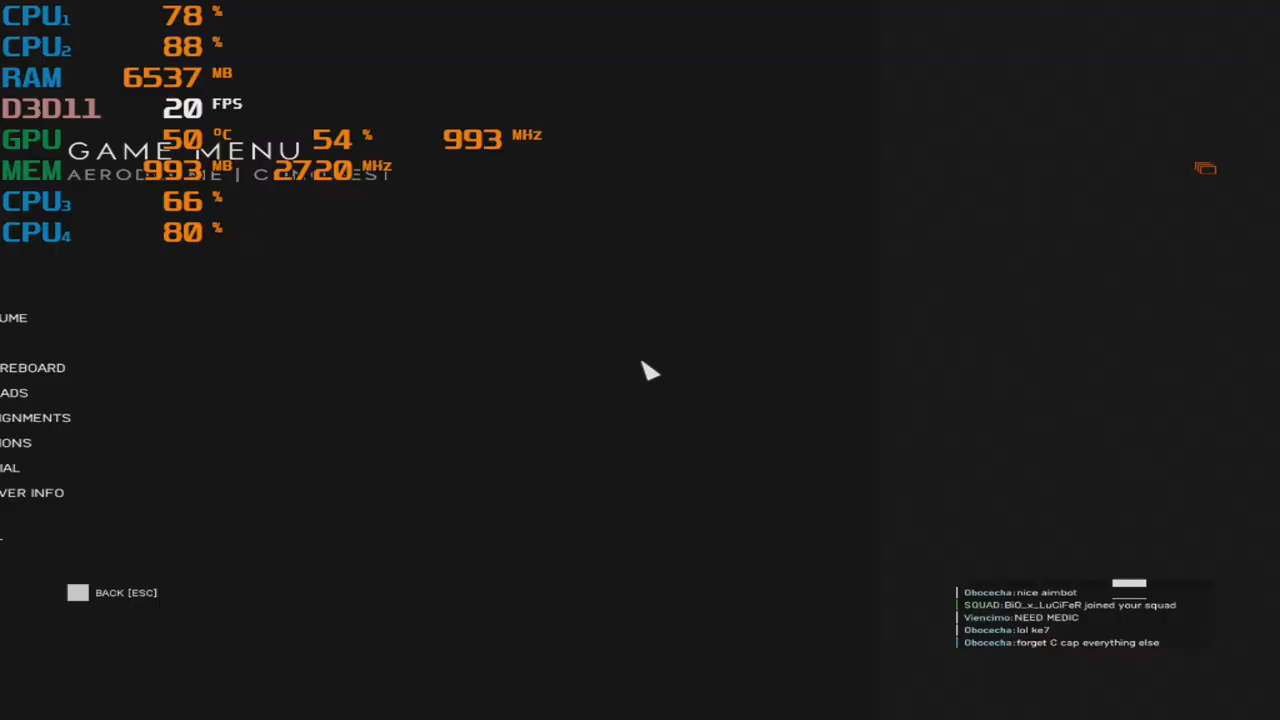 CPU1 78 %
CPU2 88 %
RAM 6537 MB
D3D11 20 FPS
GPU 50 °C 54 % 993 MHz
GAME MENU
MEM 993 MB 2720 MHz
CPU3 66 %
CPU4 80 %
UME
REBOARD
ADS
IGNMENTS
IONS
IAL
VER INFO
BACK [ESC]
Obocecha:nice aimbot
SQUAD:BiO_x_LuCiFeR joined your squad
Viencimo:NEED MEDIC
Obocecha:lol ke7
Obocecha:forget C cap everything else